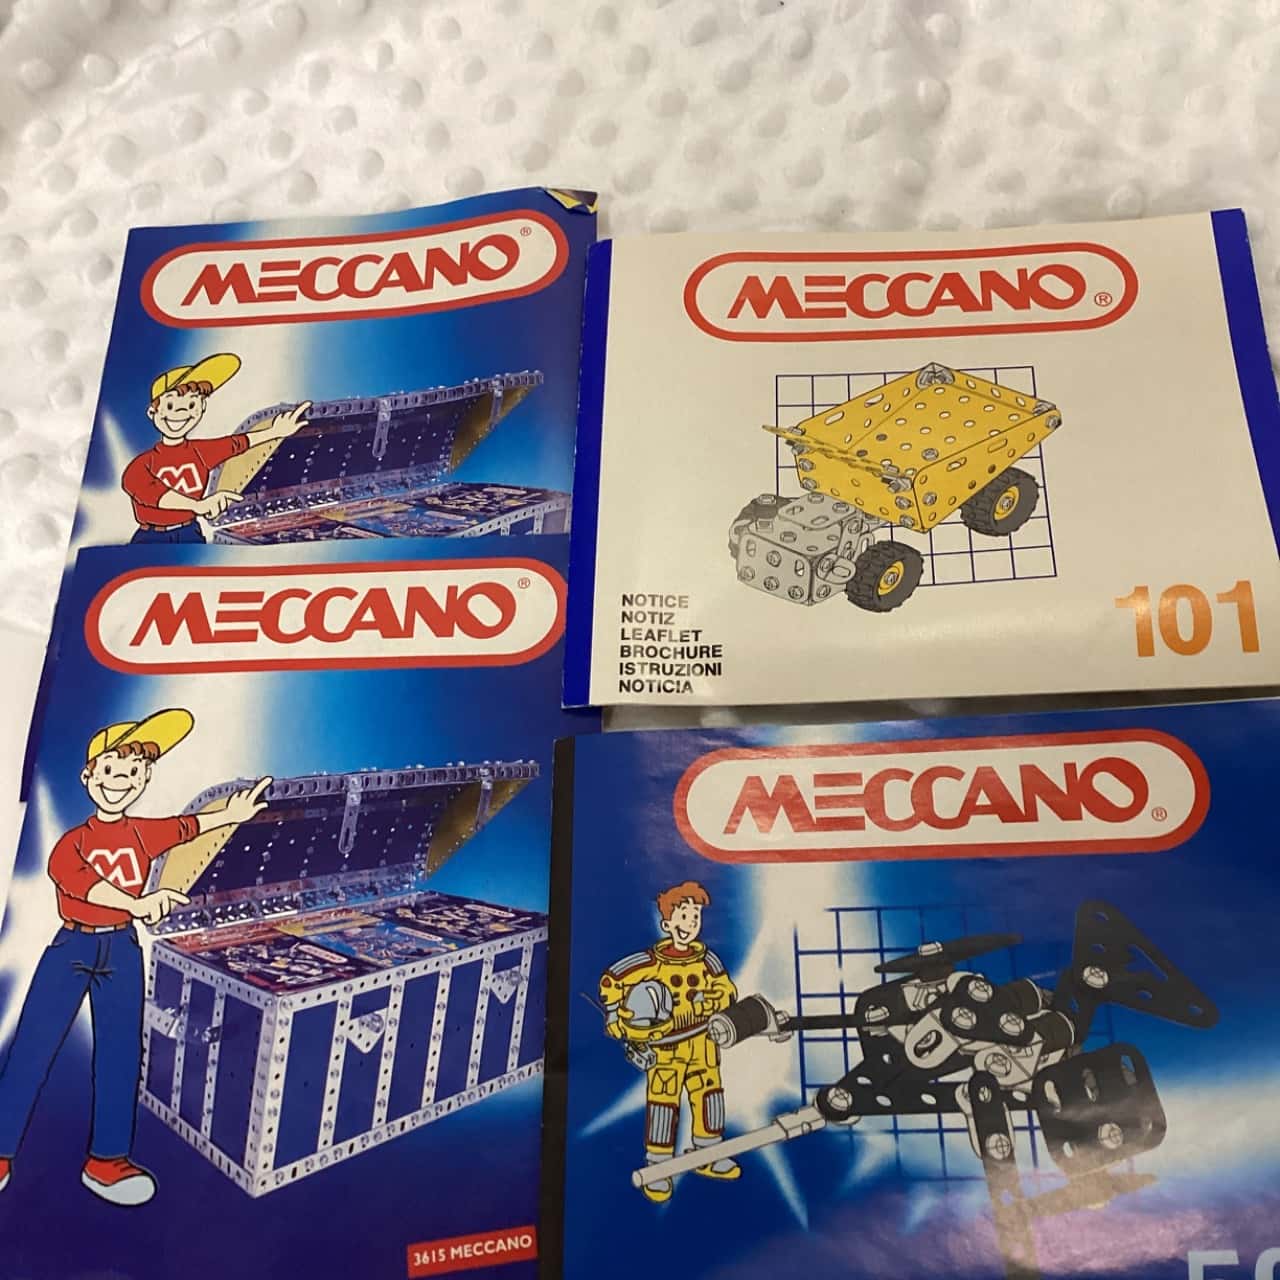 MECCANO®
MECCANO®
NOTICE
NOTIZ
LEAFLET
BROCHURE
ISTRUZIONI
NOTICIA
101
MECCANO®
M
3615 MECCANO
MECCANO®
M